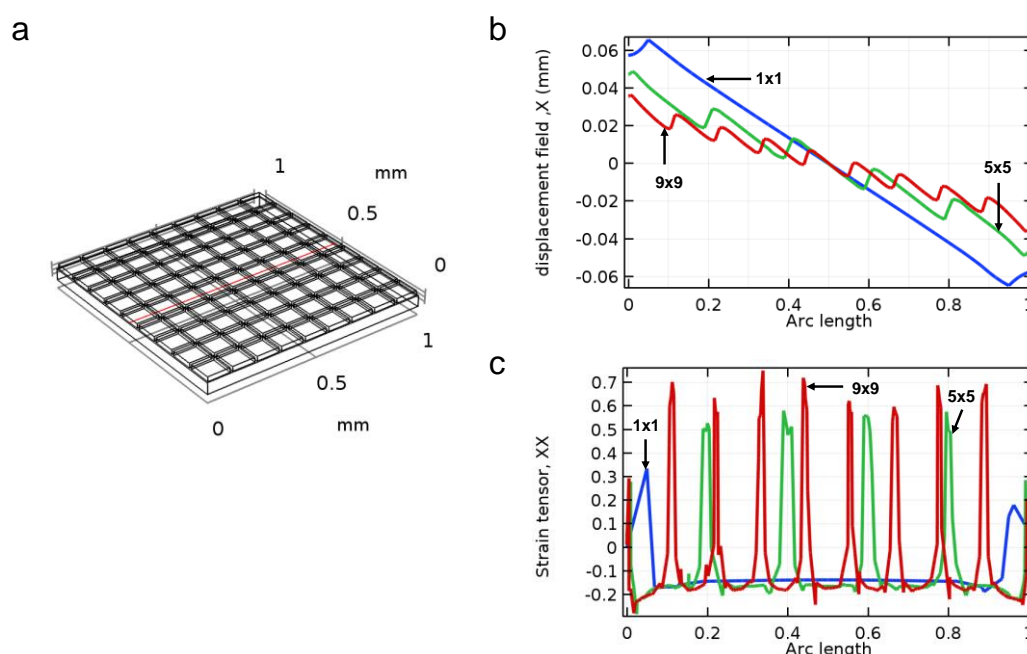 a
1
mm
0.5
0
1
0.5
0
mm
b
displacement field ,X (mm)
0.06
0.04
0.02
0
-0.02
-0.04
-0.06
1x1
9x9
5x5
0
0.2
0.4
0.6
0.8
1
Arc length
c
Strain tensor, XX
0.7
0.6
0.5
0.4
0.3
0.2
0.1
0
-0.1
-0.2
1x1
9x9
5x5
0
0.2
0.4
0.6
0.8
1
Arc length